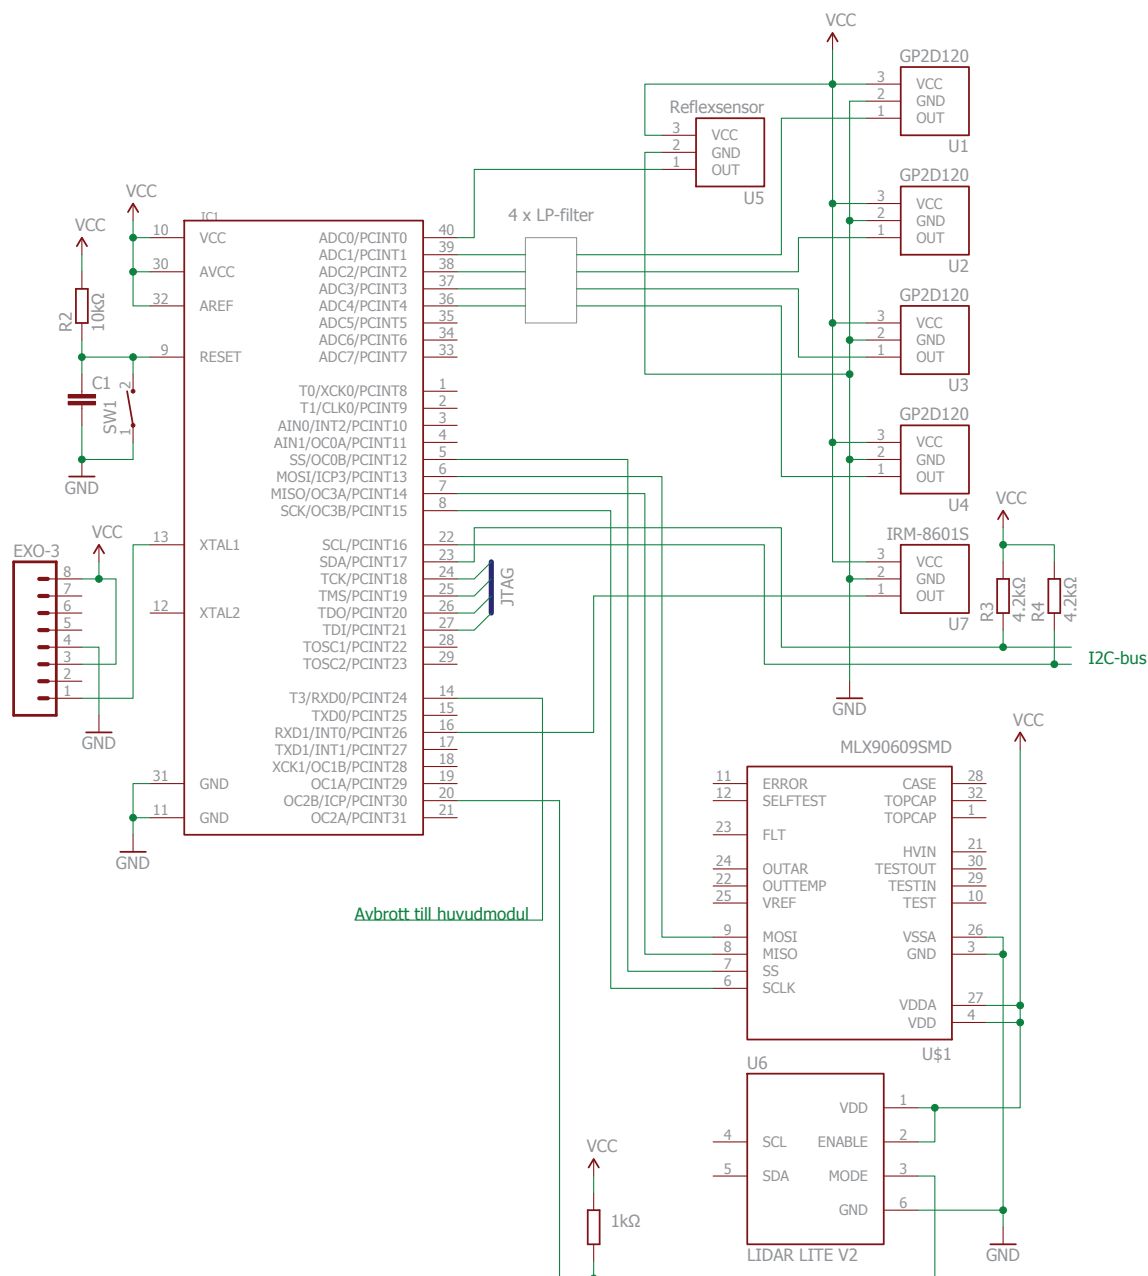 VCC
GP2D120
3 VCC
2 GND
1 OUT
U1
Reflexsensor
3 VCC
2 GND
1 OUT
U5
GP2D120
3 VCC
2 GND
1 OUT
U2
4 x LP-filter
GP2D120
3 VCC
2 GND
1 OUT
U3
GP2D120
3 VCC
2 GND
1 OUT
U4
IRM-8601S
3 VCC
2 GND
1 OUT
U7
GND
VCC
R3
4.2kΩ
R4
4.2kΩ
I2C-bus
VCC
VCC
R2
10kΩ
C1
SW1
2
1
GND
IC1
10 VCC
30 AVCC
32 AREF
9 RESET
13 XTAL1
12 XTAL2
31 GND
11 GND
GND
ADC0/PCINT0 40
ADC1/PCINT1 39
ADC2/PCINT2 38
ADC3/PCINT3 37
ADC4/PCINT4 36
ADC5/PCINT5 35
ADC6/PCINT6 34
ADC7/PCINT7 33
T0/XCK0/PCINT8 1
T1/CLK0/PCINT9 2
AIN0/INT2/PCINT10 3
AIN1/OC0A/PCINT11 4
SS/OC0B/PCINT12 5
MOSI/ICP3/PCINT13 6
MISO/OC3A/PCINT14 7
SCK/OC3B/PCINT15 8
SCL/PCINT16 22
SDA/PCINT17 23
TCK/PCINT18 24
TMS/PCINT19 25
TDO/PCINT20 26
TDI/PCINT21 27
TOSC1/PCINT22 28
TOSC2/PCINT23 29
T3/RXD0/PCINT24 14
TXD0/PCINT25 15
RXD1/INT0/PCINT26 16
TXD1/INT1/PCINT27 17
XCK1/OC1B/PCINT28 18
OC1A/PCINT29 19
OC2B/ICP/PCINT30 20
OC2A/PCINT31 21
JTAG
EXO-3
VCC
8
7
6
5
4
3
2
1
GND
Avbrott till huvudmodul
VCC
MLX90609SMD
11 ERROR
12 SELFTEST
23 FLT
24 OUTAR
22 OUTTEMP
25 VREF
9 MOSI
8 MISO
7 SS
6 SCLK
CASE 28
TOPCAP 32
TOPCAP 1
HVIN 21
TESTOUT 30
TESTIN 29
TEST 10
VSSA 26
GND 3
VDDA 27
VDD 4
U$1
U6
4 SCL
5 SDA
VDD 1
ENABLE 2
MODE 3
GND 6
LIDAR LITE V2
GND
VCC
1kΩ